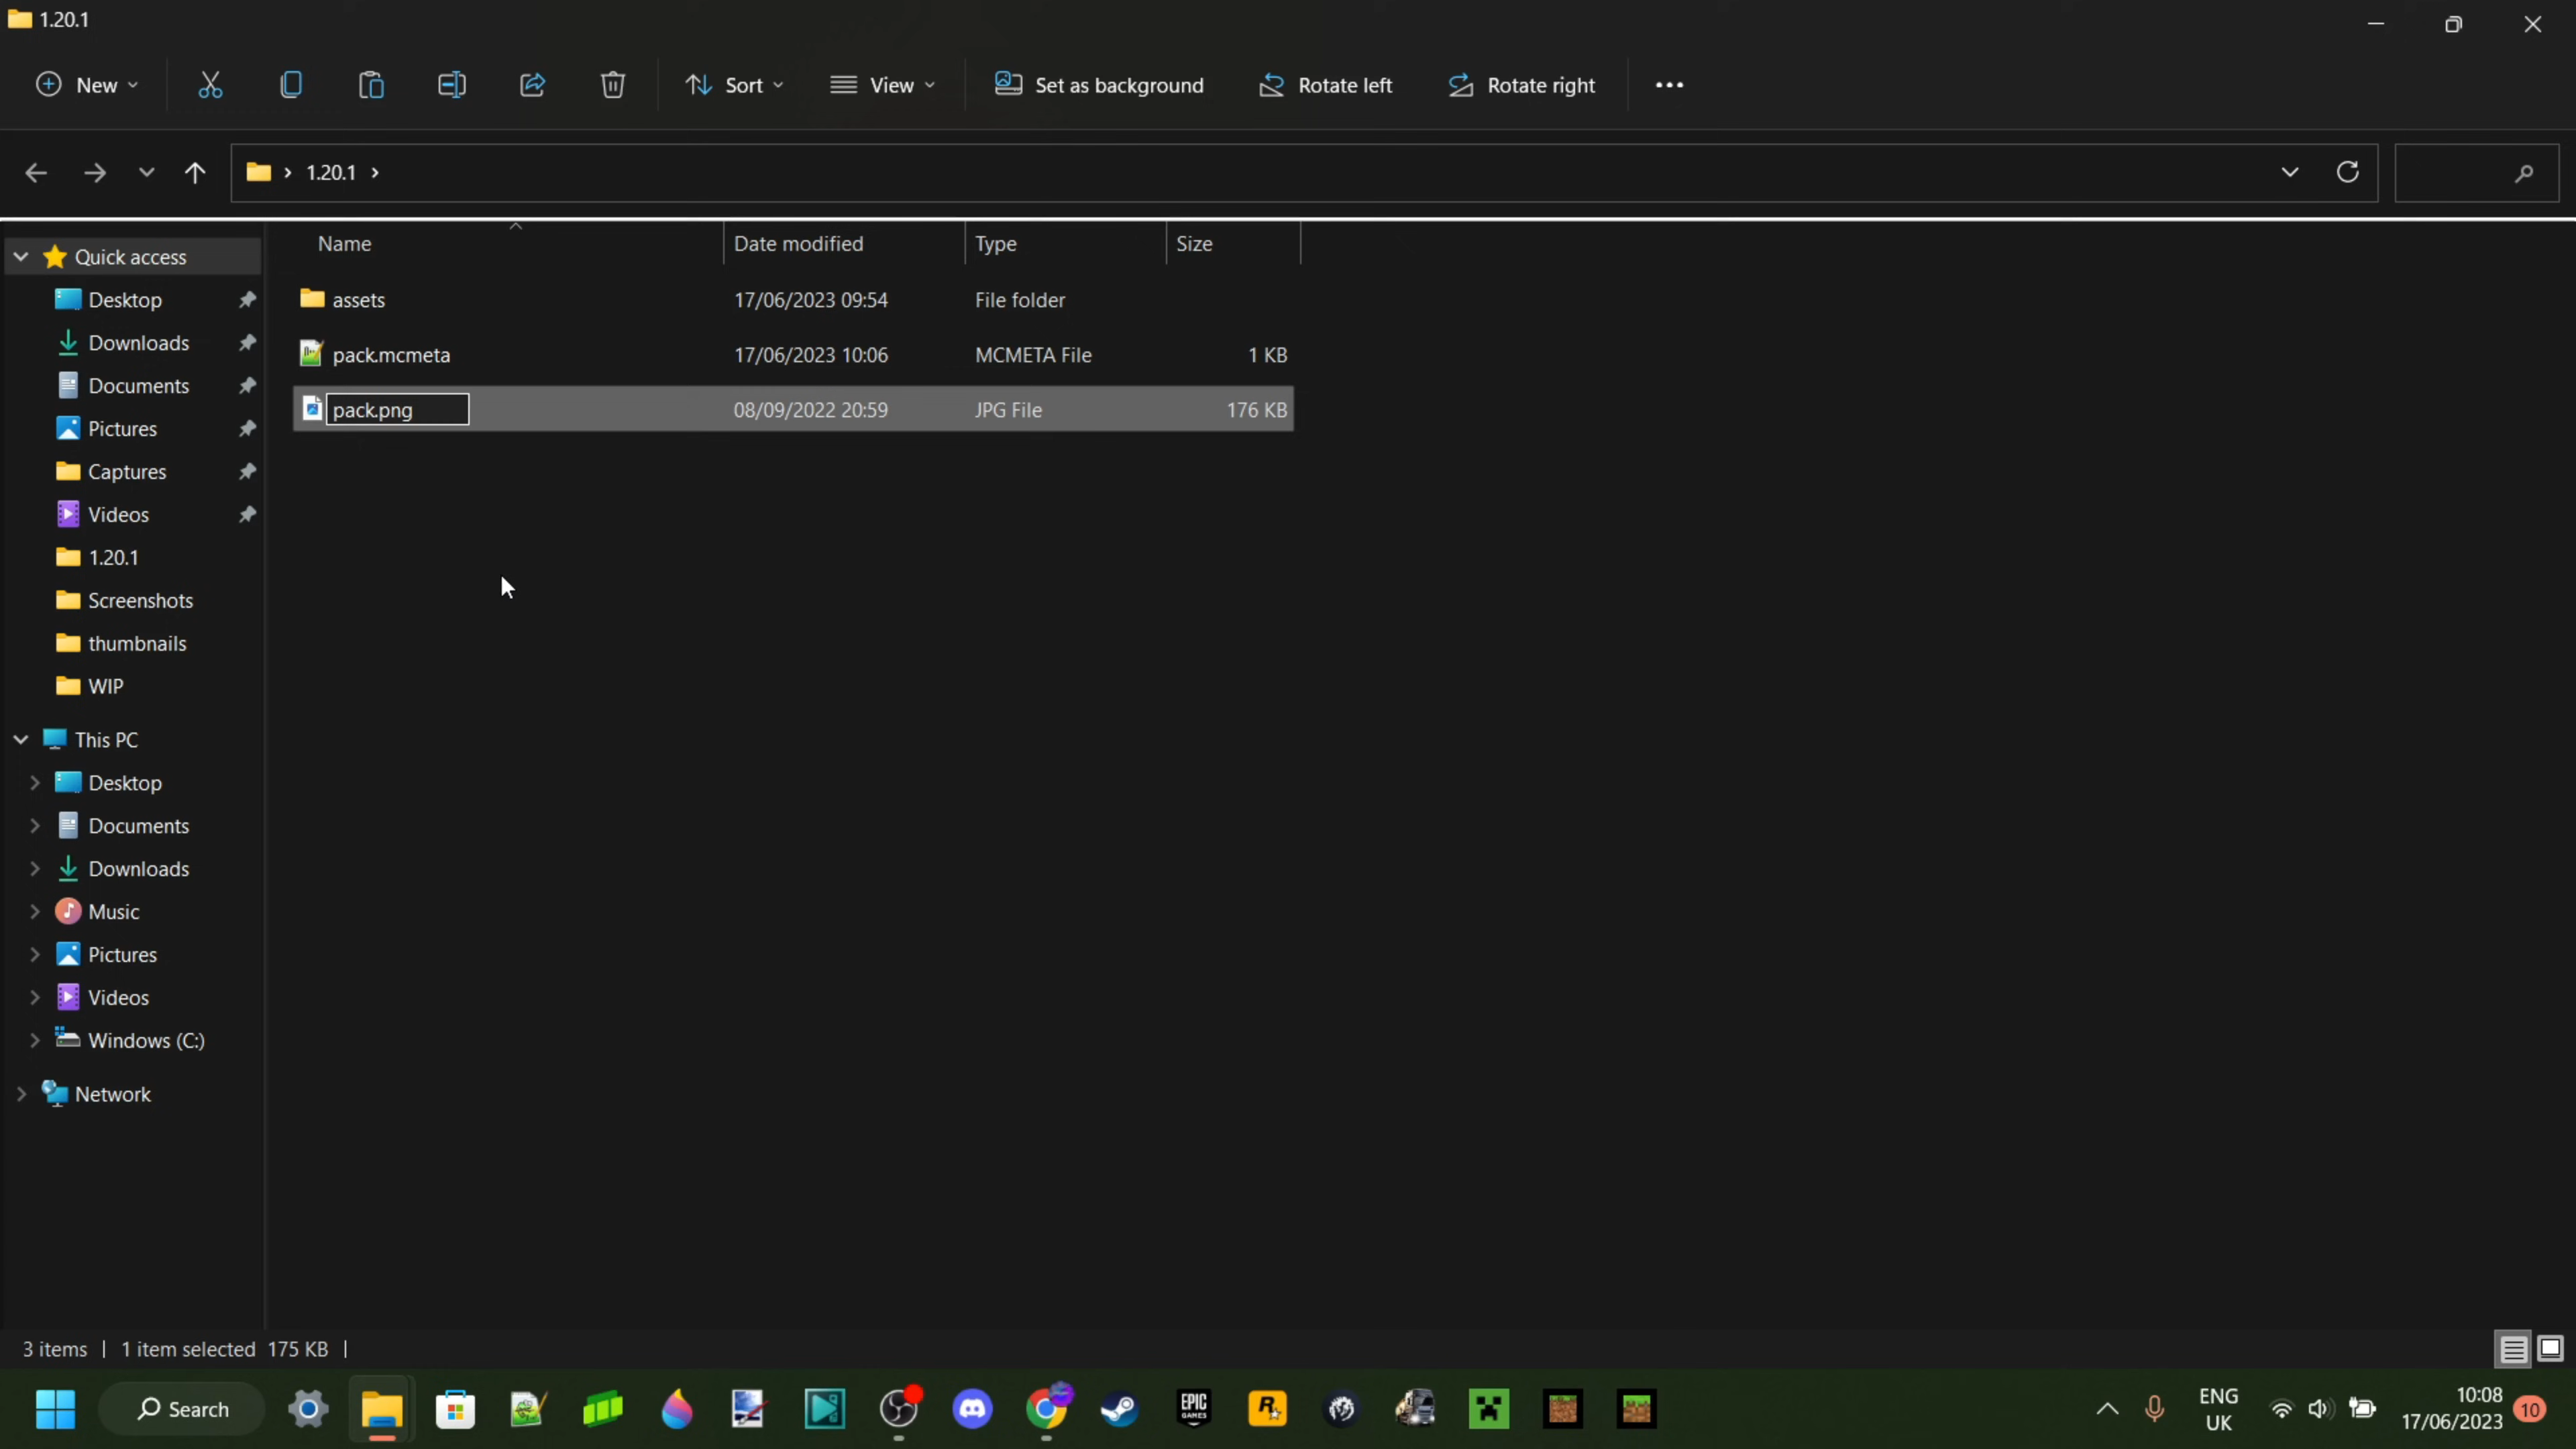 1.20.1
New
Sort
View
Set as background
Rotate left
Rotate right
1.20.1
Name
Date modified
Type
Size
Quick access
Desktop
Downloads
Documents
Pictures
Captures
Videos
1.20.1
Screenshots
thumbnails
WIP
This PC
Desktop
Documents
Downloads
Music
Pictures
Videos
Windows (C:)
Network
assets 17/06/2023 09:54 File folder
pack.mcmeta 17/06/2023 10:06 MCMETA File 1 KB
pack.png 08/09/2022 20:59 JPG File 176 KB
3 items 1 item selected 175 KB
Search
EPIC
GAMES
R
ENG
UK
10:08
17/06/2023
10